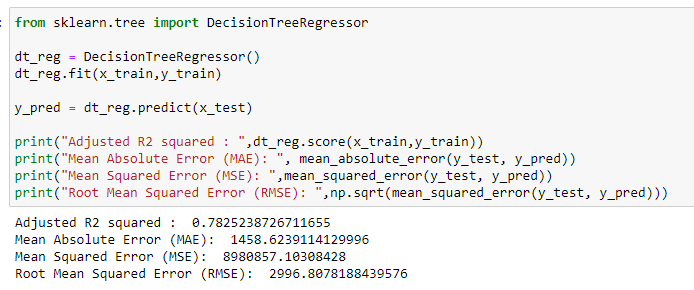 from sklearn.tree import DecisionTreeRegressor
dt_reg = DecisionTreeRegressor()
dt_reg.fit(x_train,y_train)
y_pred = dt_reg.predict(x_test)
print("Adjusted R2 squared : ",dt_reg.score(x_train,y_train))
print("Mean Absolute Error (MAE): ", mean_absolute_error(y_test, y_pred))
print("Mean Squared Error (MSE): ",mean_squared_error(y_test, y_pred))
print("Root Mean Squared Error (RMSE): ",np.sqrt(mean_squared_error(y_test, y_pred)))
Adjusted R2 squared :  0.7825238726711655
Mean Absolute Error (MAE):  1458.6239114129996
Mean Squared Error (MSE):  8980857.10308428
Root Mean Squared Error (RMSE):  2996.8078188439576